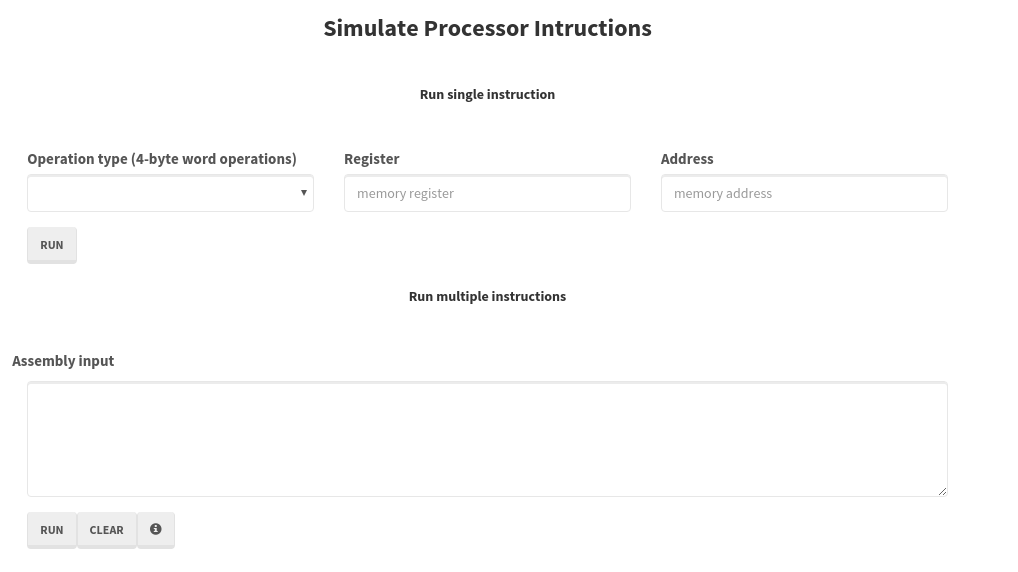 Simulate Processor Intructions
Run single instruction
Operation type (4-byte word operations)
Register
Address
memory register
memory address
RUN
Run multiple instructions
Assembly input
RUN
CLEAR